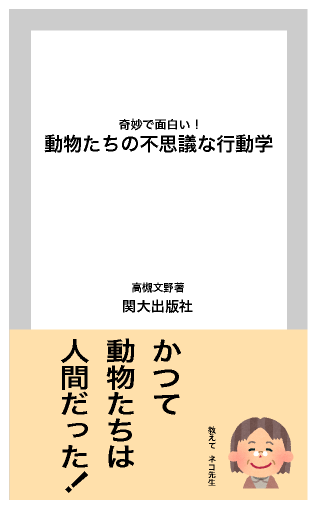 奇妙で面白い！
動物たちの不思議な行動学
高槻文野著
関大出版社
かつて
動物たちは
人間だった！
教えて　ネコ先生